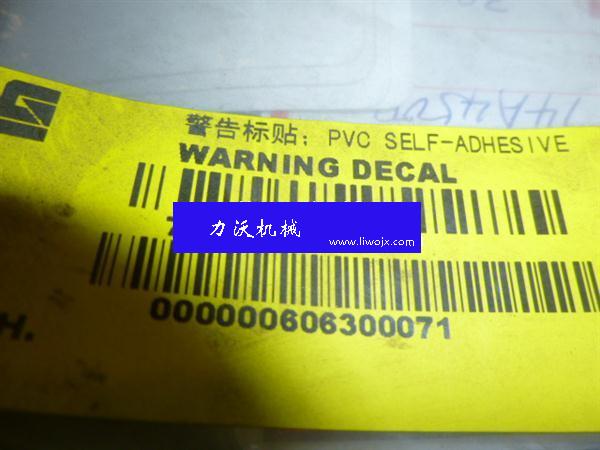 警告标贴; PVC SELF-ADHESIVE
WARNING DECAL
力沃机械
www.liwojx.com
000000606300071
H.